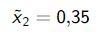 x̃₂ = 0,35